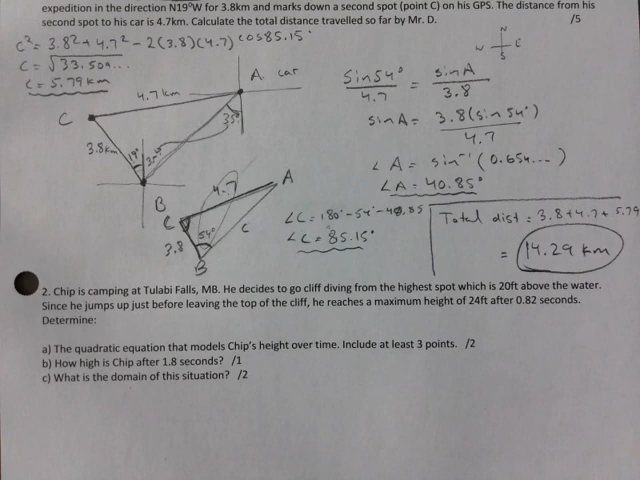 expedition in the direction N19°W for 3.8km and marks down a second spot (point C) on his GPS. The distance from his
second spot to his car is 4.7km. Calculate the total distance travelled so far by Mr. D. /5
c² = 3.8² + 4.7² - 2(3.8)(4.7) cos85.15°
c = √33.509...
c = 5.79 km
N
W E
S
A car
4.7 km
C
35°
3.8km
19°
35°
B
sin54° / 4.7 = sinA / 3.8
sinA = 3.8(sin 54°) / 4.7
∠A = sin⁻¹(0.654...)
∠A = 40.85°
4.7
A
C
3.8
54°
c
B
∠C = 180° - 54° - 40.85
∠C = 85.15°
Total dist = 3.8 + 4.7 + 5.79
= 14.29 km
2. Chip is camping at Tulabi Falls, MB. He decides to go cliff diving from the highest spot which is 20ft above the water.
Since he jumps up just before leaving the top of the cliff, he reaches a maximum height of 24ft after 0.82 seconds.
Determine:
a) The quadratic equation that models Chip's height over time. Include at least 3 points. /2
b) How high is Chip after 1.8 seconds? /1
c) What is the domain of this situation? /2